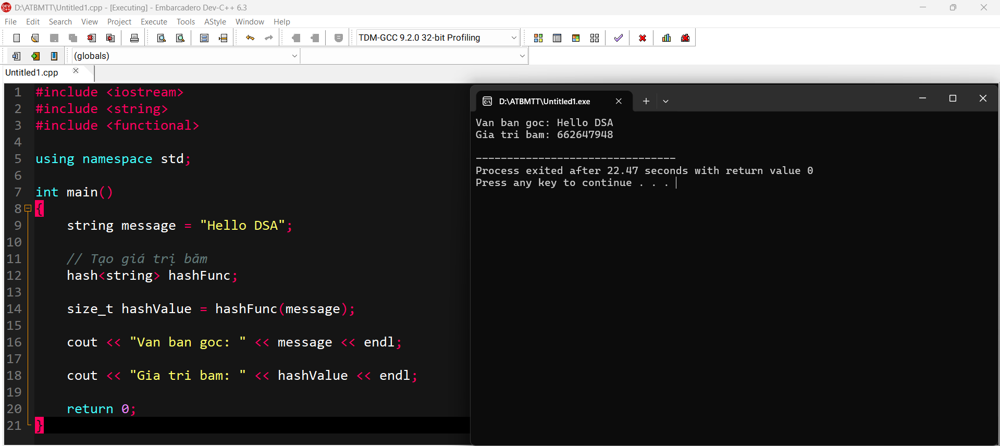 D:\ATBMTT\Untitled1.cpp - [Executing] - Embarcadero Dev-C++ 6.3
File Edit Search View Project Execute Tools AStyle Window Help
TDM-GCC 9.2.0 32-bit Profiling
(globals)
Untitled1.cpp
1 #include <iostream>
2 #include <string>
3 #include <functional>
4
5 using namespace std;
6
7 int main()
8 {
9 string message = "Hello DSA";
10
11 // Tạo giá trị băm
12 hash<string> hashFunc;
13
14 size_t hashValue = hashFunc(message);
15
16 cout << "Van ban goc: " << message << endl;
17
18 cout << "Gia tri bam: " << hashValue << endl;
19
20 return 0;
21 }
D:\ATBMTT\Untitled1.exe
Van ban goc: Hello DSA
Gia tri bam: 662647948
--------------------------------
Process exited after 22.47 seconds with return value 0
Press any key to continue . . .